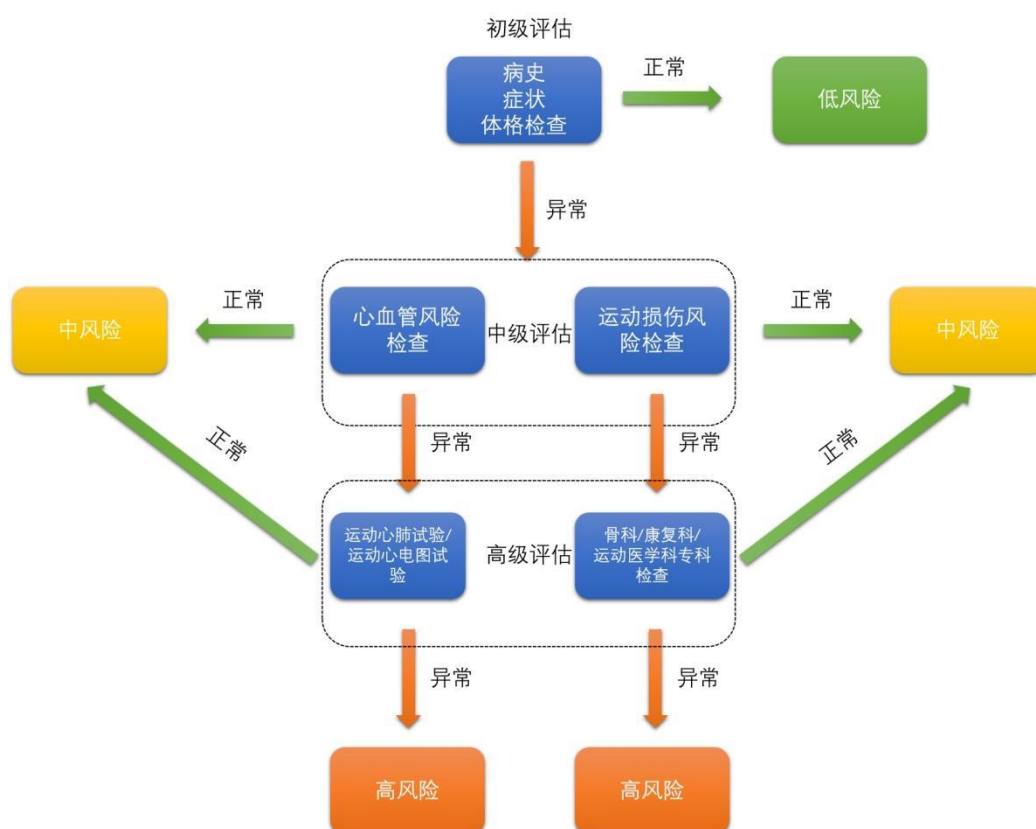 初级评估
病史
症状
体格检查
正常
低风险
异常
中风险
正常
心血管风险
检查
中级评估
运动损伤风
险检查
正常
中风险
正常
异常
异常
正常
运动心肺试验/
运动心电图试
验
高级评估
骨科/康复科/
运动医学科专科
检查
异常
异常
高风险
高风险